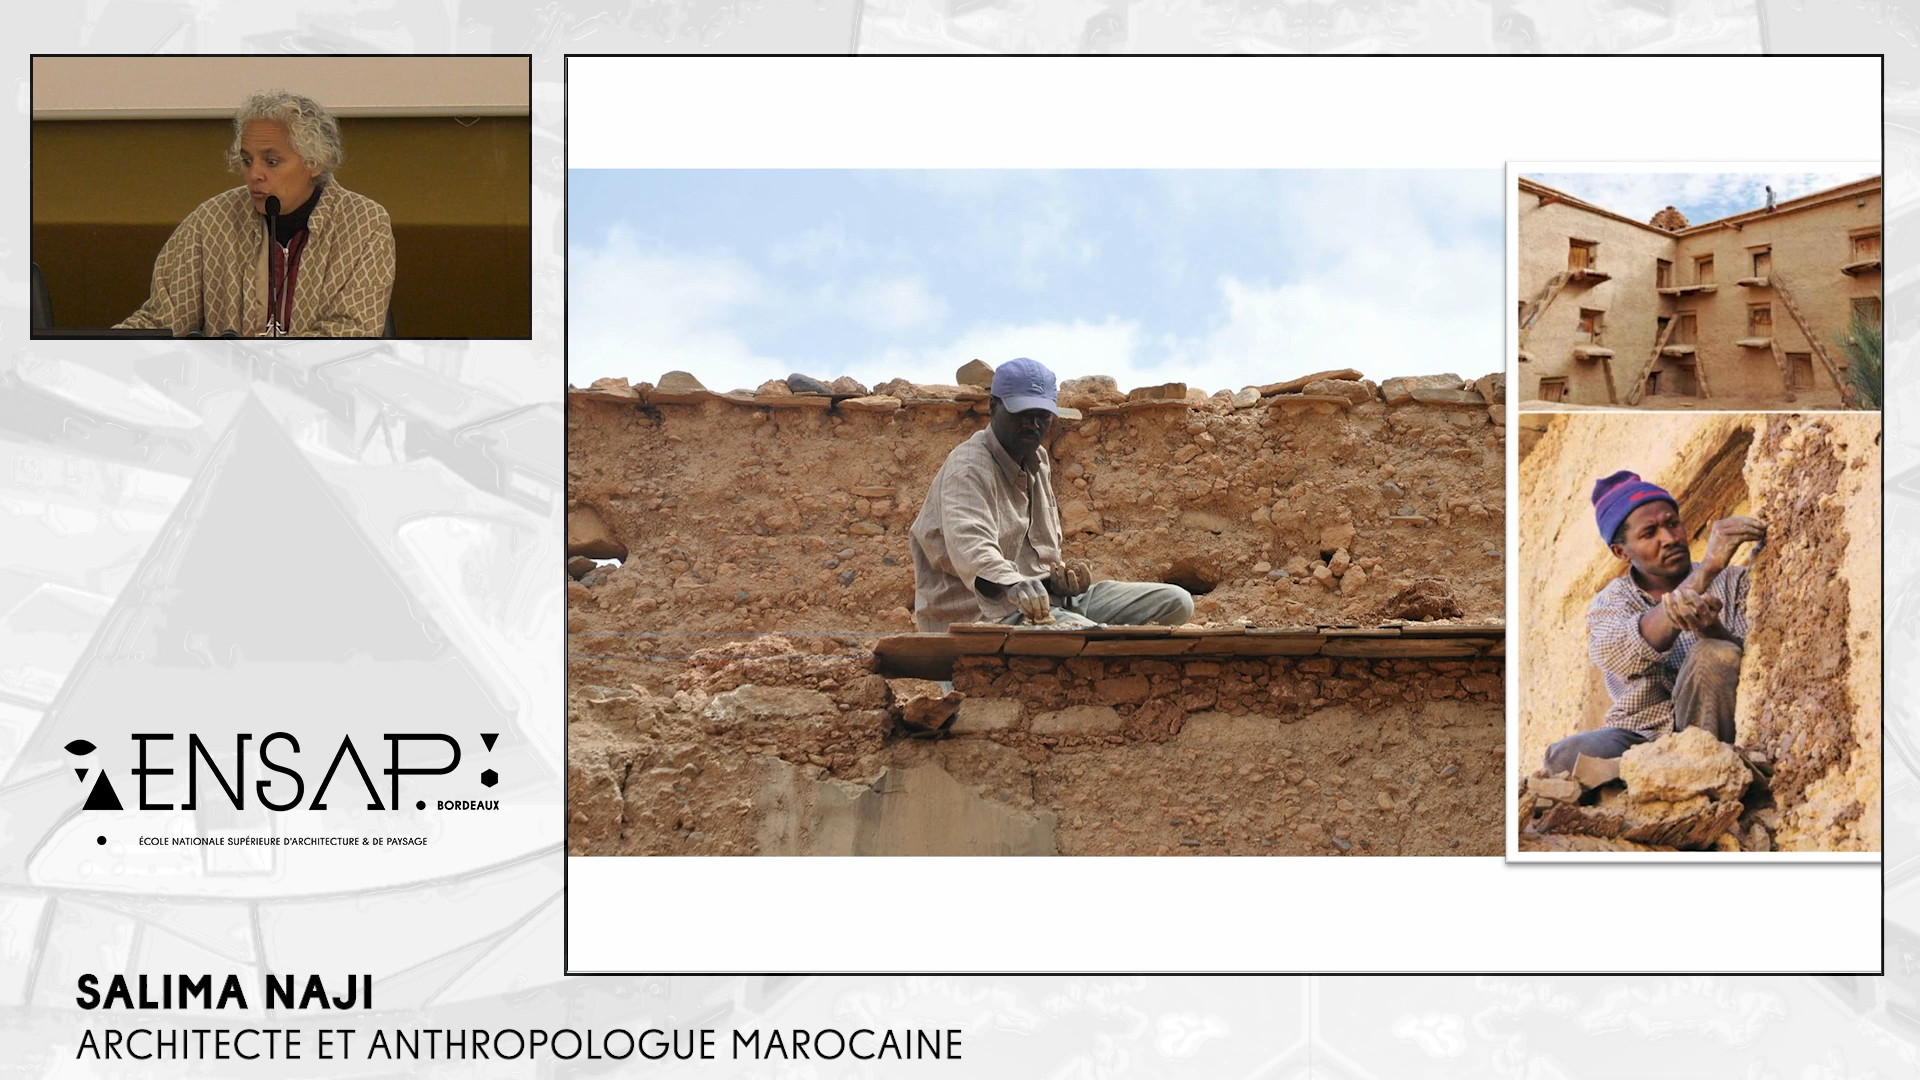 ENSAP.
BORDEAUX
ÉCOLE NATIONALE SUPÉRIEURE D'ARCHITECTURE & DE PAYSAGE
SALIMA NAJI
ARCHITECTE ET ANTHROPOLOGUE MAROCAINE